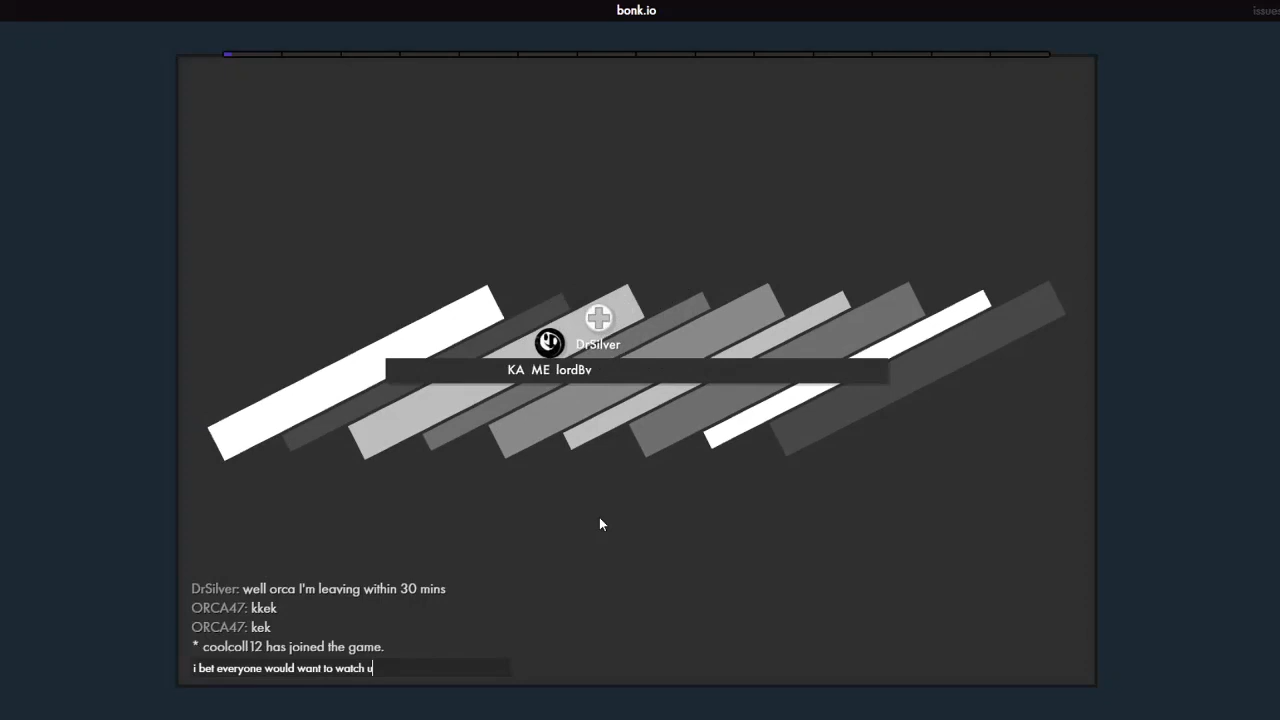 bonk.io
issues
DrSilver
KA ME lordBv
DrSilver: well orca I'm leaving within 30 mins
ORCA47: kkek
ORCA47: kek
* coolcoll12 has joined the game.
i bet everyone would want to watch u